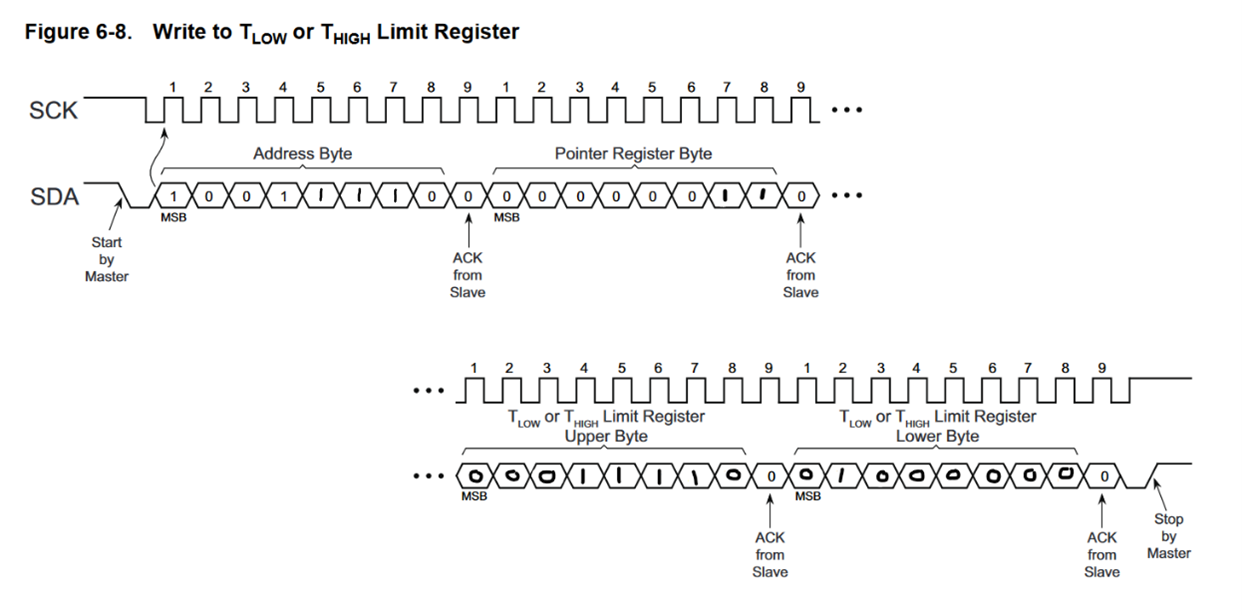 Figure 6-8. Write to TLOW or THIGH Limit Register
1 2 3 4 5 6 7 8 9 1 2 3 4 5 6 7 8 9
SCK
Address Byte Pointer Register Byte
SDA 1 0 0 1 1 1 1 0 0 0 0 0 0 0 0 1 1 0
MSB MSB
Start
by
Master
ACK
from
Slave
ACK
from
Slave
1 2 3 4 5 6 7 8 9 1 2 3 4 5 6 7 8 9
TLOW or THIGH Limit Register
Upper Byte
TLOW or THIGH Limit Register
Lower Byte
0 0 0 1 1 1 1 0 0 0 1 0 0 0 0 0 0 0
MSB MSB
ACK
from
Slave
ACK
from
Slave
Stop
by
Master